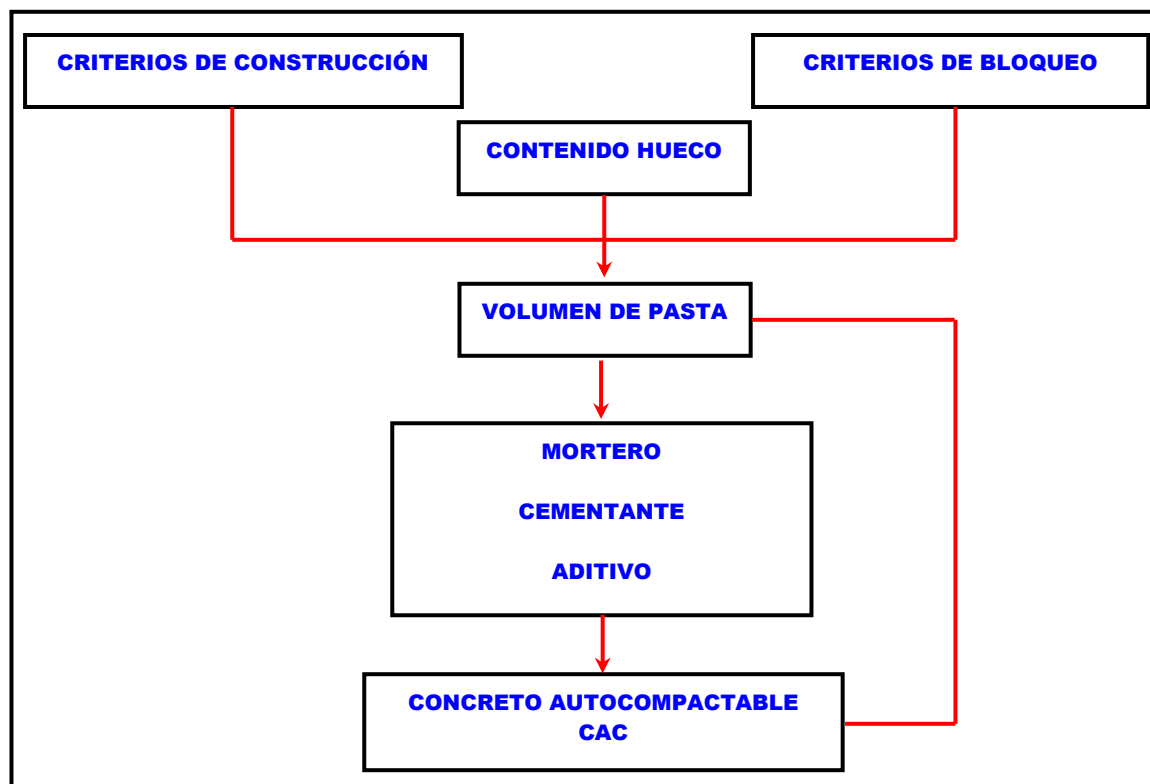 CRITERIOS DE CONSTRUCCIÓN
CRITERIOS DE BLOQUEO
CONTENIDO HUECO
VOLUMEN DE PASTA
MORTERO
CEMENTANTE
ADITIVO
CONCRETO AUTOCOMPACTABLE
CAC